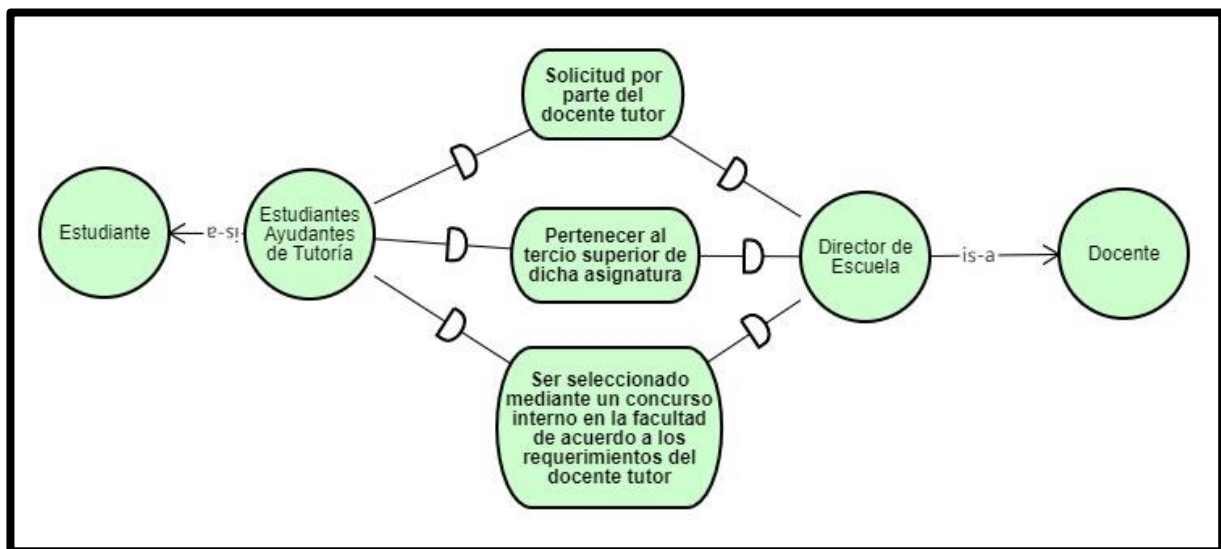 Solicitud por
parte del
docente tutor
Estudiante
is-a
Estudiantes
Ayudantes
de Tutoría
Pertenecer al
tercio superior de
dicha asignatura
Director de
Escuela
is-a
Docente
Ser seleccionado
mediante un concurso
interno en la facultad
de acuerdo a los
requerimientos del
docente tutor